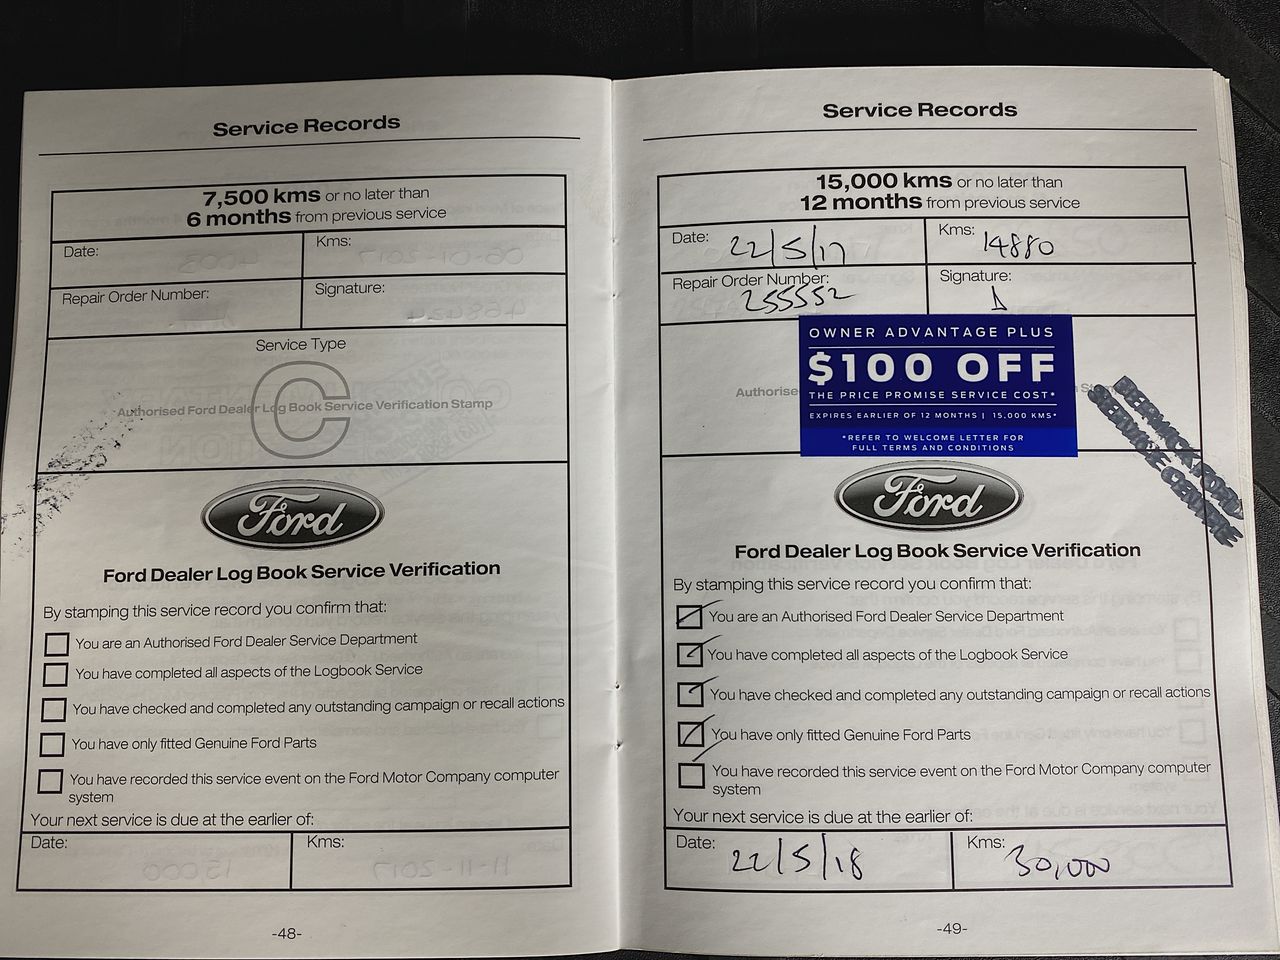 Service Records
7,500 kms or no later than
6 months from previous service
Date:
Kms:
Repair Order Number:
Signature:
Service Type
C
Authorised Ford Dealer Log Book Service Verification Stamp
Ford
Ford Dealer Log Book Service Verification
By stamping this service record you confirm that:
You are an Authorised Ford Dealer Service Department
You have completed all aspects of the Logbook Service
You have checked and completed any outstanding campaign or recall actions
You have only fitted Genuine Ford Parts
You have recorded this service event on the Ford Motor Company computer
system
Your next service is due at the earlier of:
Date:
Kms:
-48-
Service Records
15,000 kms or no later than
12 months from previous service
Date: 22/5/17
Kms: 14880
Repair Order Number:
255552
Signature:
OWNER ADVANTAGE PLUS
$100 OFF
THE PRICE PROMISE SERVICE COST*
EXPIRES EARLIER OF 12 MONTHS | 15,000 KMS*
*REFER TO WELCOME LETTER FOR
FULL TERMS AND CONDITIONS
Authorise
Stamp
BERWICK FORD
SERVICE CENTRE
Ford
Ford Dealer Log Book Service Verification
By stamping this service record you confirm that:
You are an Authorised Ford Dealer Service Department
You have completed all aspects of the Logbook Service
You have checked and completed any outstanding campaign or recall actions
You have only fitted Genuine Ford Parts
You have recorded this service event on the Ford Motor Company computer
system
Your next service is due at the earlier of:
Date: 22/5/18
Kms: 30,000
-49-